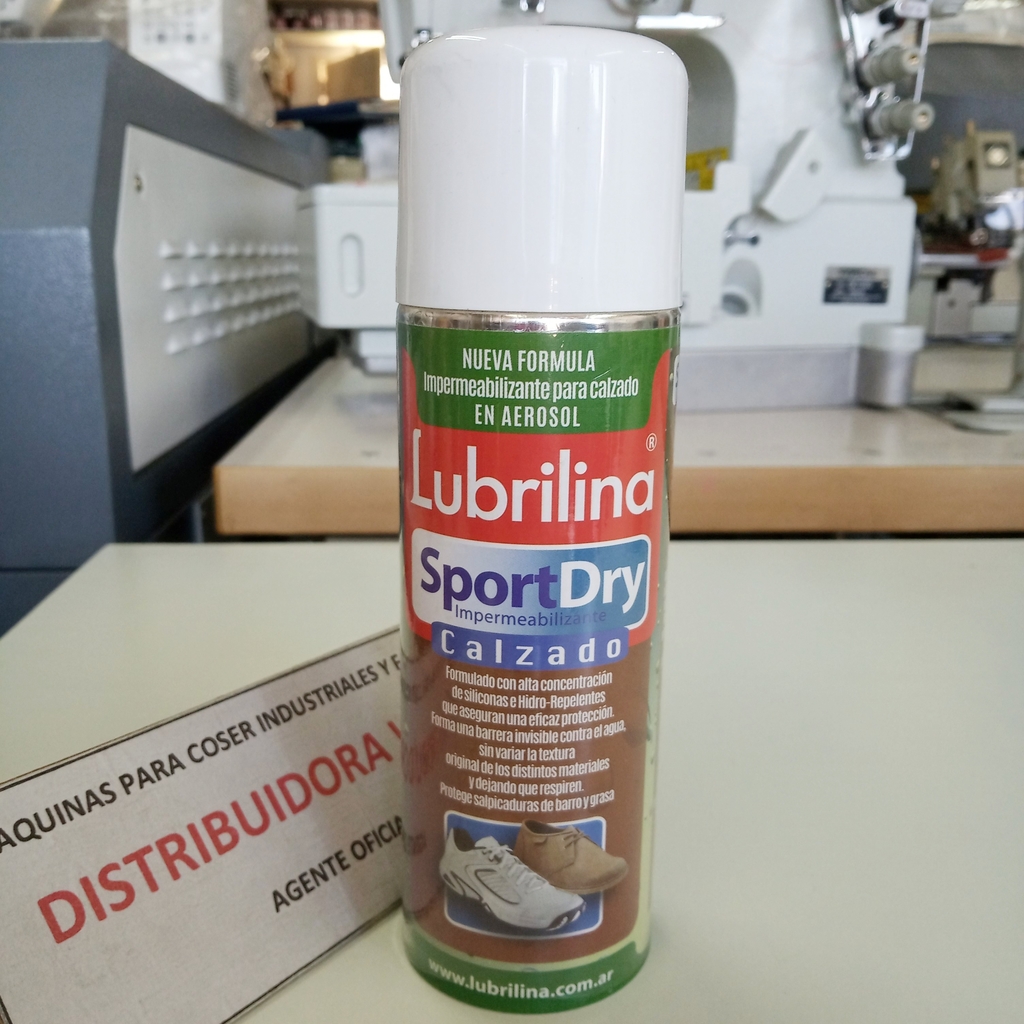 NUEVA FORMULA
Impermeabilizante para calzado
EN AEROSOL
Lubrilina®
SportDry
Impermeabilizante
Calzado
Formulado con alta concentración
de siliconas e Hidro-Repelentes
que aseguran una eficaz protección.
Forma una barrera invisible contra el agua,
sin variar la textura
original de los distintos materiales
y dejando que respiren.
Protege salpicaduras de barro y grasa
www.lubrilina.com.ar
AQUINAS PARA COSER INDUSTRIALES Y F
DISTRIBUIDORA
AGENTE OFICIA